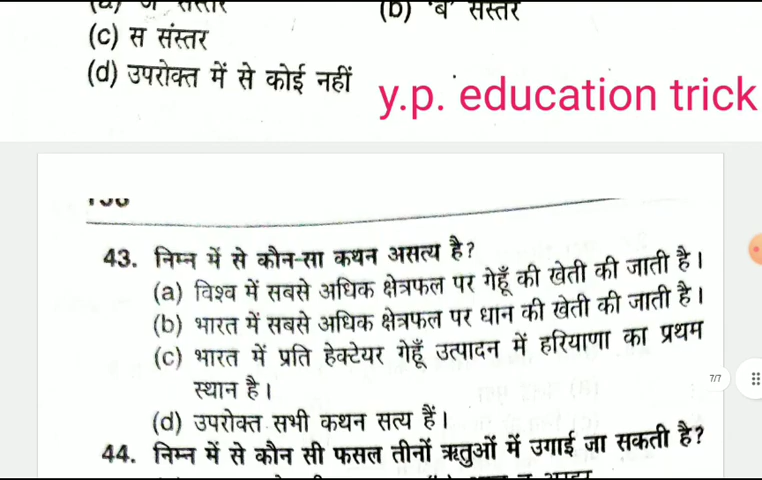 (b) 'ब' संस्तर
(c) स संस्तर
(d) उपरोक्त में से कोई नहीं
y.p. education trick
43. निम्न में से कौन-सा कथन असत्य है?
(a) विश्व में सबसे अधिक क्षेत्रफल पर गेहूँ की खेती की जाती है।
(b) भारत में सबसे अधिक क्षेत्रफल पर धान की खेती की जाती है।
(c) भारत में प्रति हेक्टेयर गेहूँ उत्पादन में हरियाणा का प्रथम
स्थान है।
7/7
(d) उपरोक्त सभी कथन सत्य हैं।
44. निम्न में से कौन सी फसल तीनों ऋतुओं में उगाई जा सकती है?